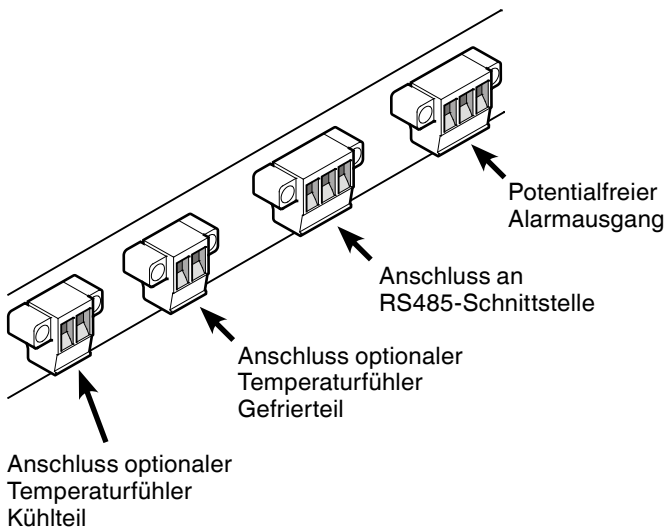 Potentialfreier
Alarmausgang
Anschluss an
RS485-Schnittstelle
Anschluss optionaler
Temperaturfühler
Gefrierteil
Anschluss optionaler
Temperaturfühler
Kühlteil